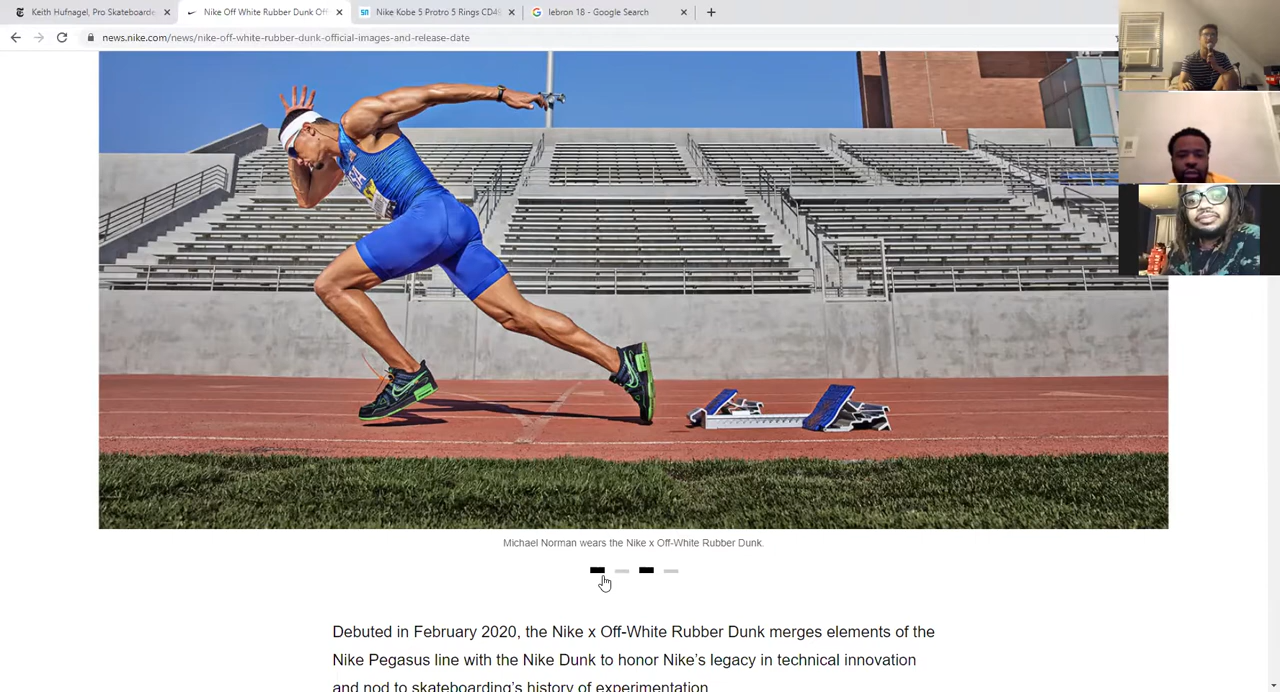 Keith Hufnagel, Pro Skateboarde
Nike Off White Rubber Dunk Off
Nike Kobe 5 Protro 5 Rings CD49
lebron 18 - Google Search
news.nike.com/news/nike-off-white-rubber-dunk-official-images-and-release-date
Michael Norman wears the Nike x Off-White Rubber Dunk.
Debuted in February 2020, the Nike x Off-White Rubber Dunk merges elements of the
Nike Pegasus line with the Nike Dunk to honor Nike's legacy in technical innovation
and nod to skateboarding's history of experimentation.